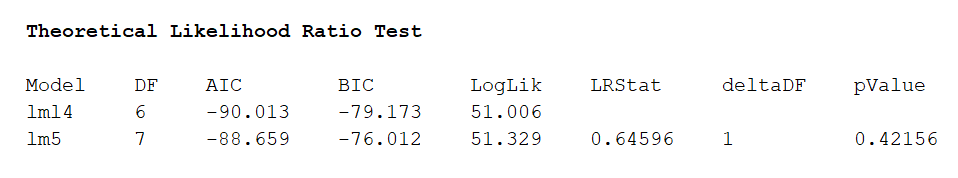 Theoretical Likelihood Ratio Test
Model DF AIC BIC LogLik LRStat deltaDF pValue
lml4 6 -90.013 -79.173 51.006
lm5 7 -88.659 -76.012 51.329 0.64596 1 0.42156